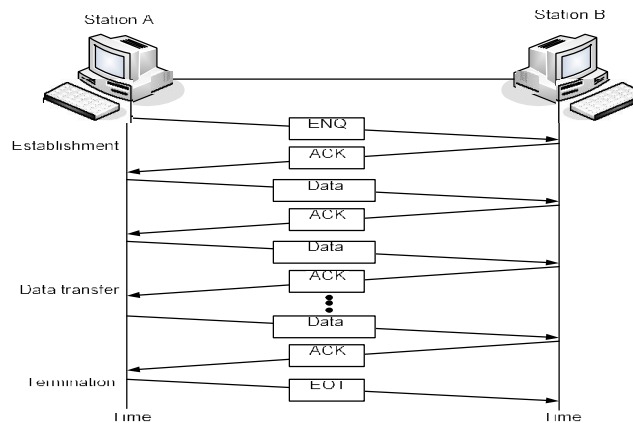 Station A
Station B
ENQ
Establishment
ACK
Data
ACK
Data
Data transfer
ACK
Data
ACK
Termination
EOT
Time
Time